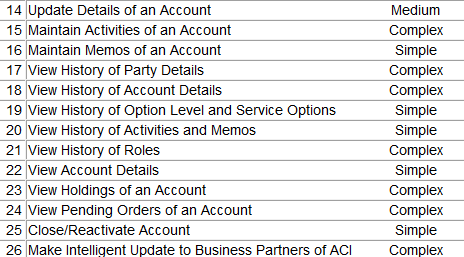 14 Update Details of an Account Medium
15 Maintain Activities of an Account Complex
16 Maintain Memos of an Account Simple
17 View History of Party Details Complex
18 View History of Account Details Complex
19 View History of Option Level and Service Options Simple
20 View History of Activities and Memos Simple
21 View History of Roles Complex
22 View Account Details Simple
23 View Holdings of an Account Complex
24 View Pending Orders of an Account Complex
25 Close/Reactivate Account Simple
26 Make Intelligent Update to Business Partners of ACI Complex